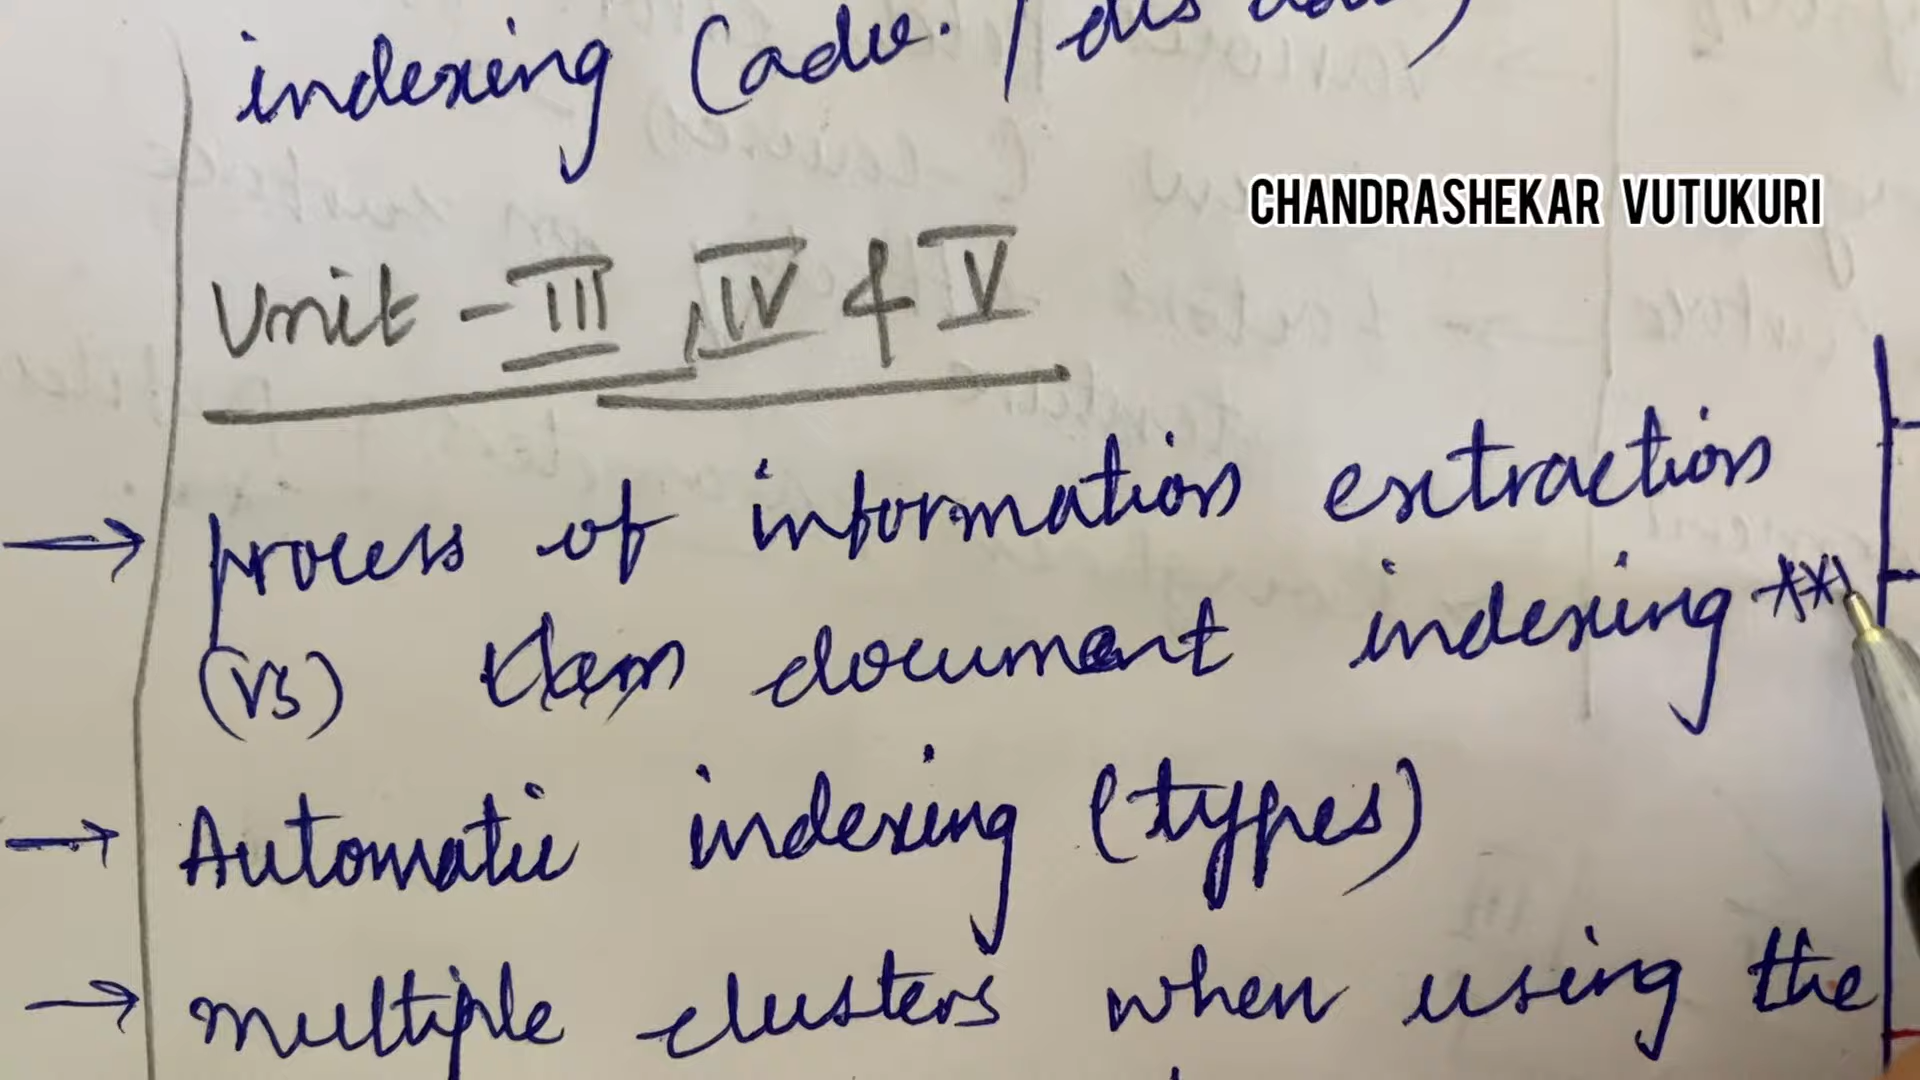 indexing (adv. /
CHANDRASHEKAR VUTUKURI
Unit - III, IV & V
→ process of information extraction
(vs) document indexing **
→ Automatic indexing (types)
→ multiple clusters when using the